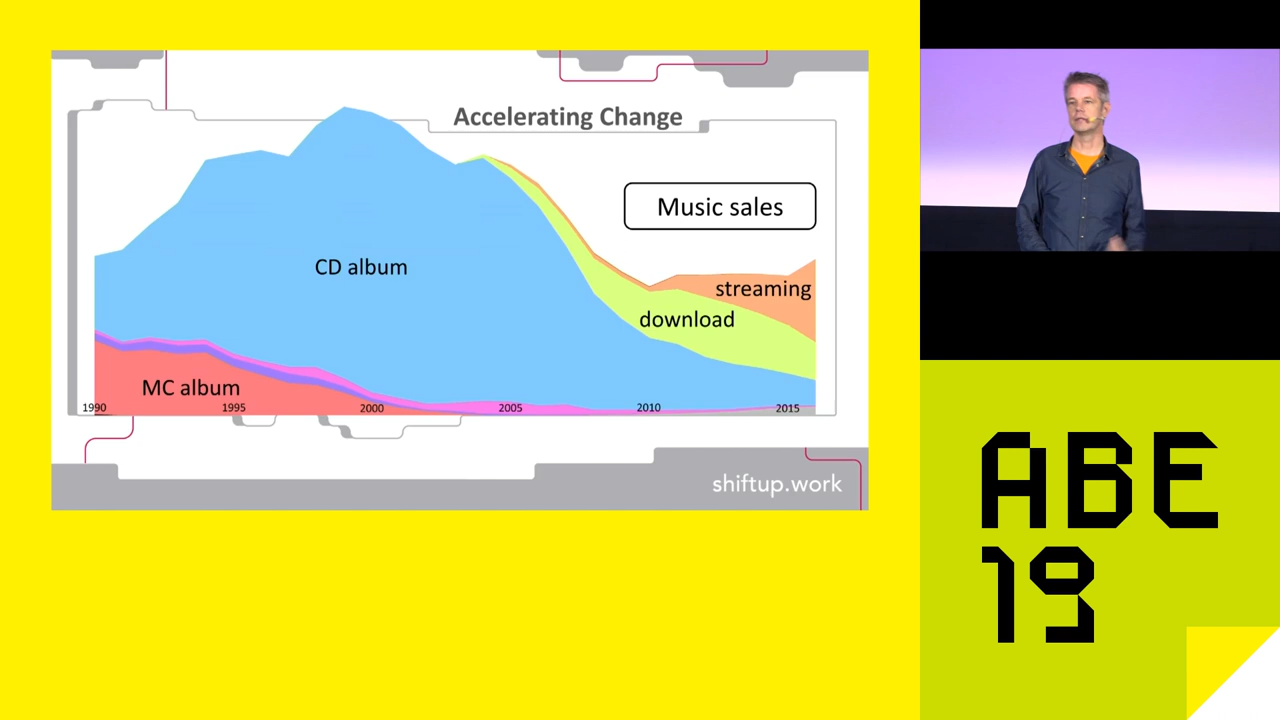 Accelerating Change
Music sales
CD album
streaming
download
MC album
1990
1995
2000
2005
2010
2015
shiftup.work
ABE
19